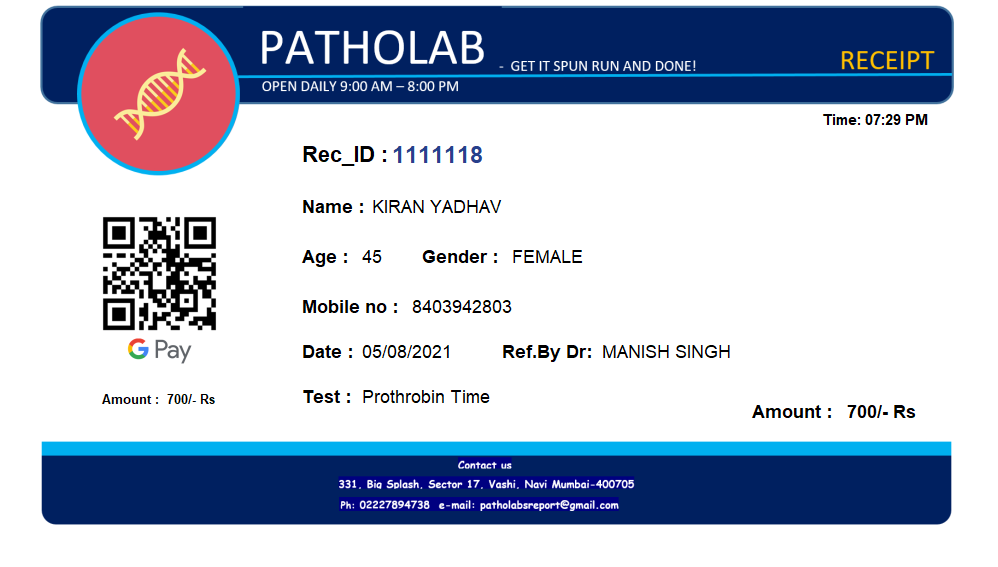 PATHOLAB - GET IT SPUN RUN AND DONE! RECEIPT
OPEN DAILY 9:00 AM – 8:00 PM
Time: 07:29 PM
Rec_ID : 1111118
Name : KIRAN YADHAV
Age : 45 Gender : FEMALE
Mobile no : 8403942803
G Pay
Date : 05/08/2021 Ref.By Dr: MANISH SINGH
Amount : 700/- Rs
Test : Prothrobin Time
Amount : 700/- Rs
Contact us
331, Big Splash, Sector 17, Vashi, Navi Mumbai-400705
Ph: 02227894738 e-mail: patholabsreport@gmail.com